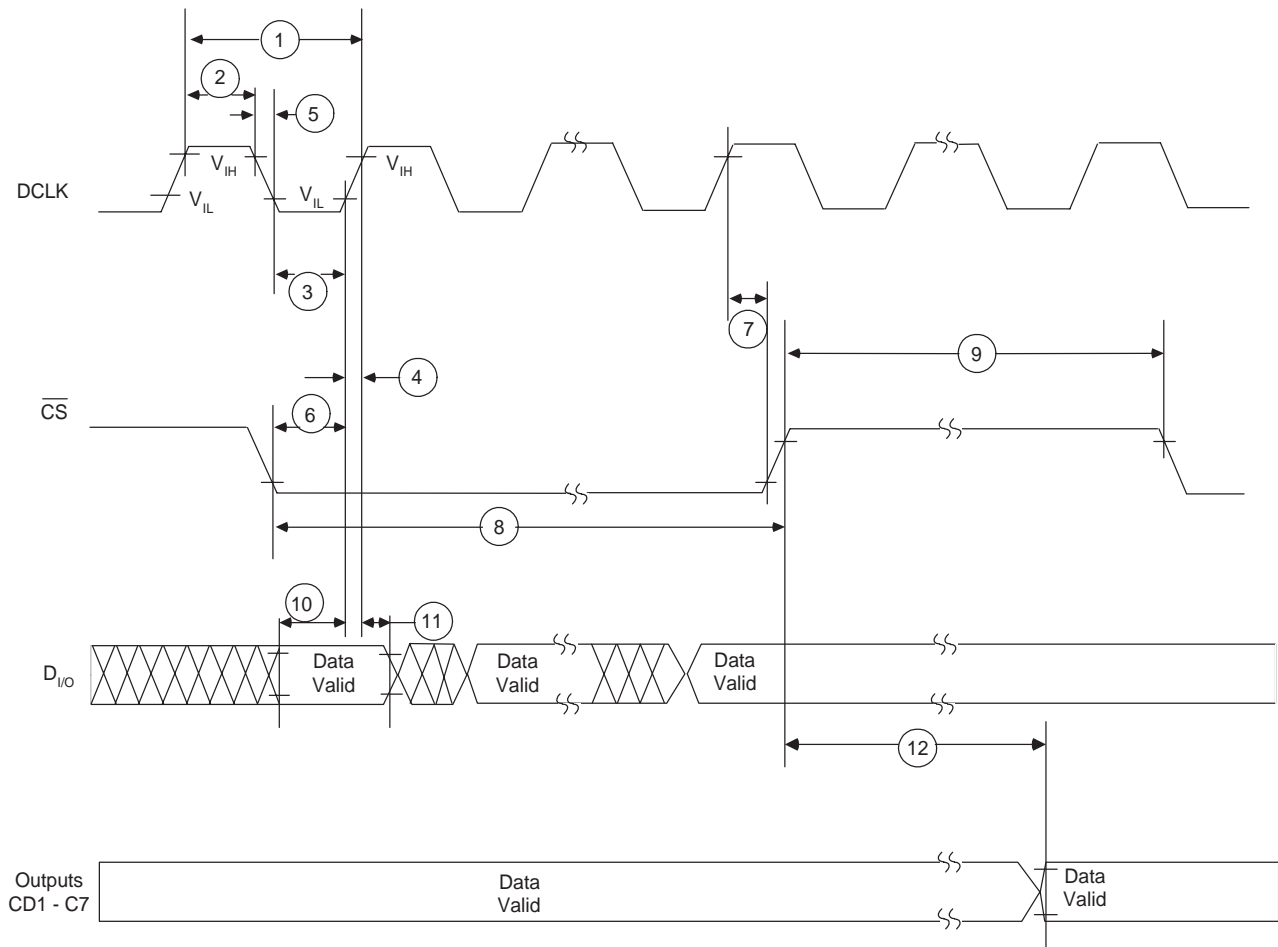 1
2
5
V_IH
V_IH
DCLK
V_IL
V_IL
3
7
9
4
C̅S̅
6
8
10
11
D_I/O
Data
Valid
Data
Valid
Data
Valid
12
Outputs
CD1 - C7
Data
Valid
Data
Valid